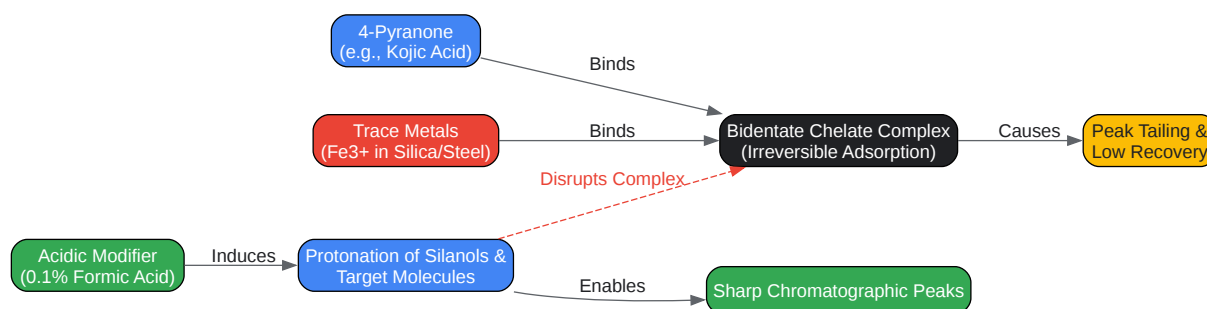 4-Pyranone
(e.g., Kojic Acid)
Binds
Trace Metals
(Fe3+ in Silica/Steel)
Binds
Bidentate Chelate Complex
(Irreversible Adsorption)
Causes
Peak Tailing &
Low Recovery
Disrupts Complex
Acidic Modifier
(0.1% Formic Acid)
Induces
Protonation of Silanols &
Target Molecules
Enables
Sharp Chromatographic Peaks